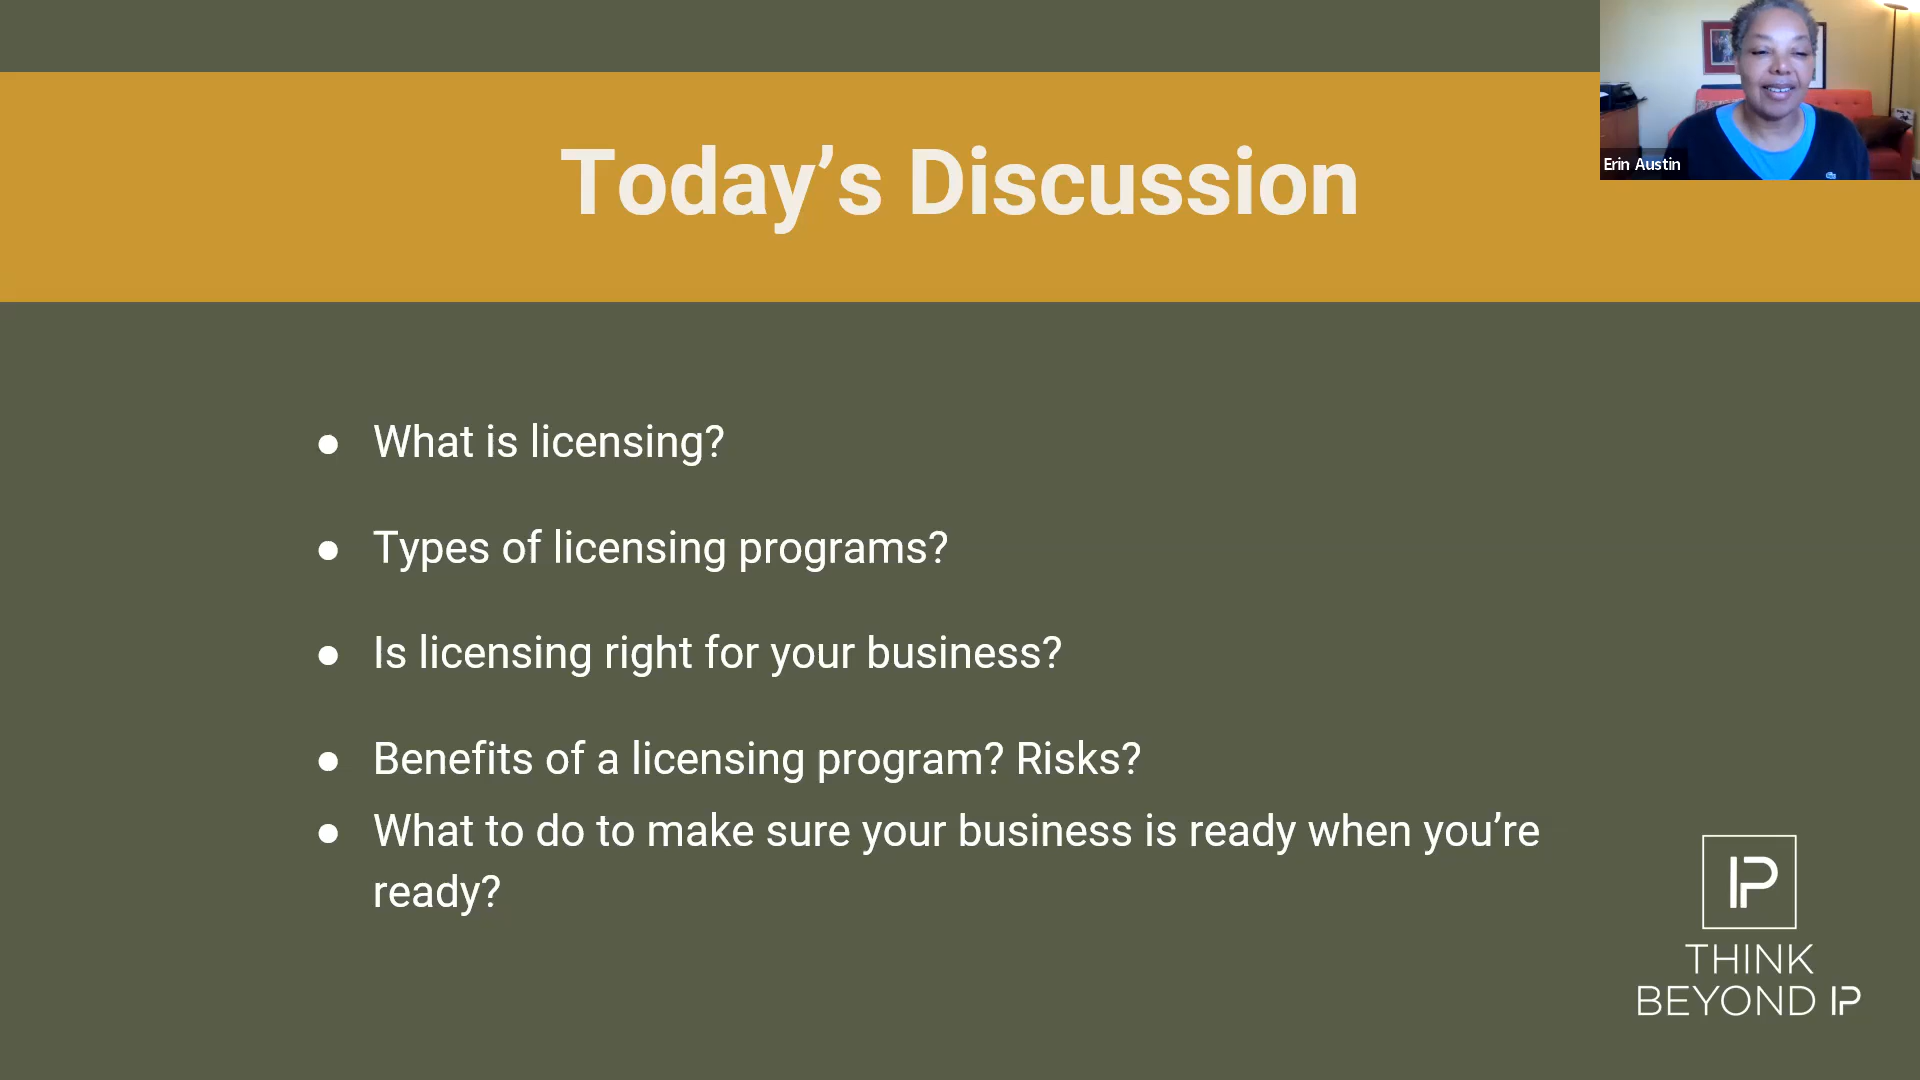 Today’s Discussion
Erin Austin
● What is licensing?
● Types of licensing programs?
● Is licensing right for your business?
● Benefits of a licensing program? Risks?
● What to do to make sure your business is ready when you’re
ready?
IP
THINK
BEYOND IP